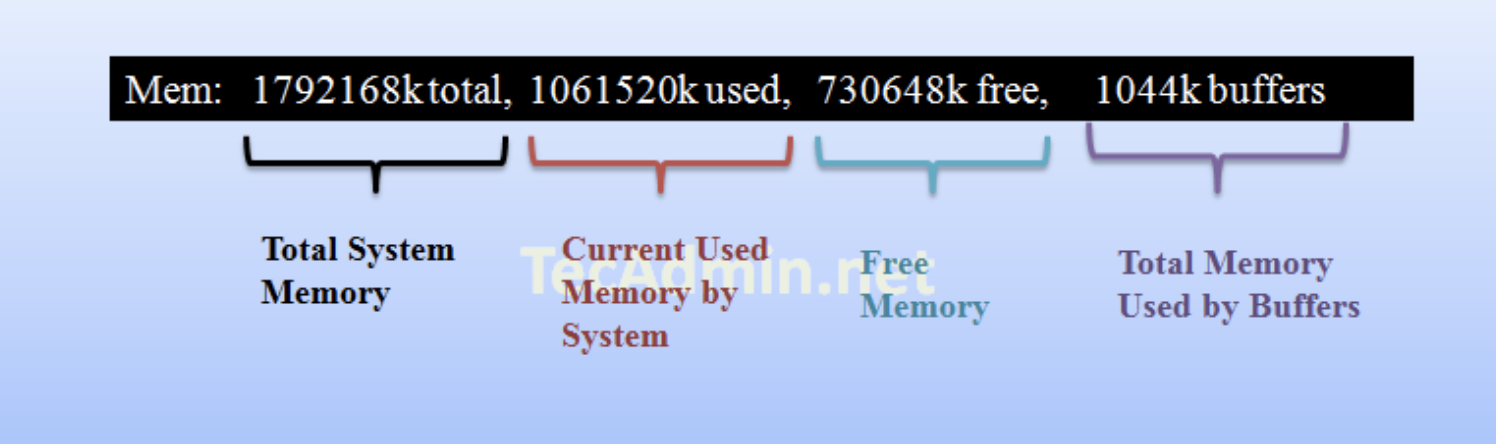 Mem: 1792168k total, 1061520k used, 730648k free, 1044k buffers
Total System
Memory
Current Used
Memory by
System
Free
Memory
Total Memory
Used by Buffers
TecAdmin.net